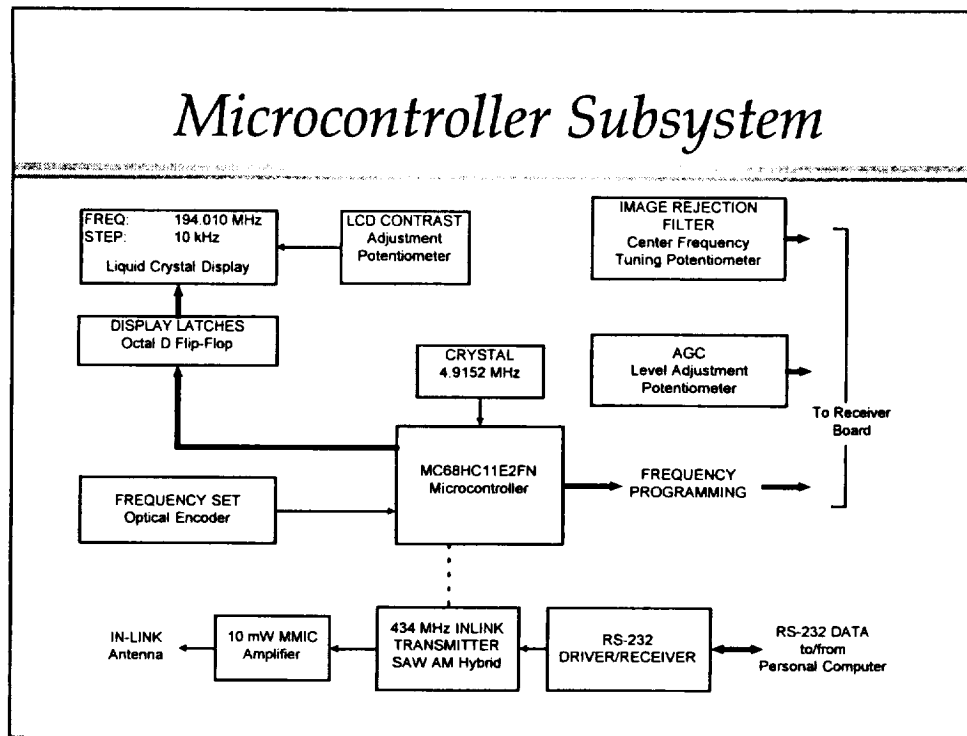 Microcontroller Subsystem
FREQ: 194.010 MHz
STEP: 10 kHz
Liquid Crystal Display
LCD CONTRAST
Adjustment
Potentiometer
IMAGE REJECTION
FILTER
Center Frequency
Tuning Potentiometer
DISPLAY LATCHES
Octal D Flip-Flop
CRYSTAL
4.9152 MHz
AGC
Level Adjustment
Potentiometer
To Receiver
Board
MC68HC11E2FN
Microcontroller
FREQUENCY
PROGRAMMING
FREQUENCY SET
Optical Encoder
IN-LINK
Antenna
10 mW MMIC
Amplifier
434 MHz INLINK
TRANSMITTER
SAW AM Hybrid
RS-232
DRIVER/RECEIVER
RS-232 DATA
to/from
Personal Computer